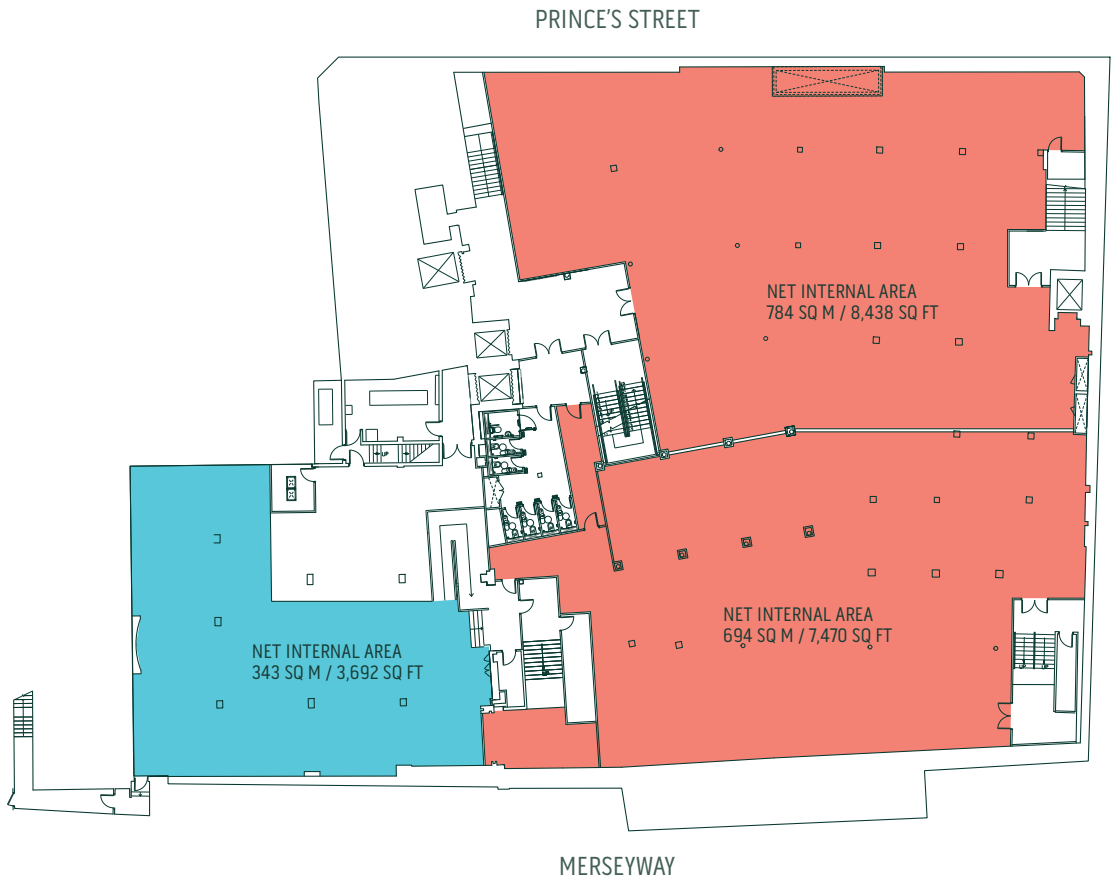 PRINCE'S STREET
NET INTERNAL AREA
784 SQ M / 8,438 SQ FT
NET INTERNAL AREA
694 SQ M / 7,470 SQ FT
NET INTERNAL AREA
343 SQ M / 3,692 SQ FT
MERSEYWAY